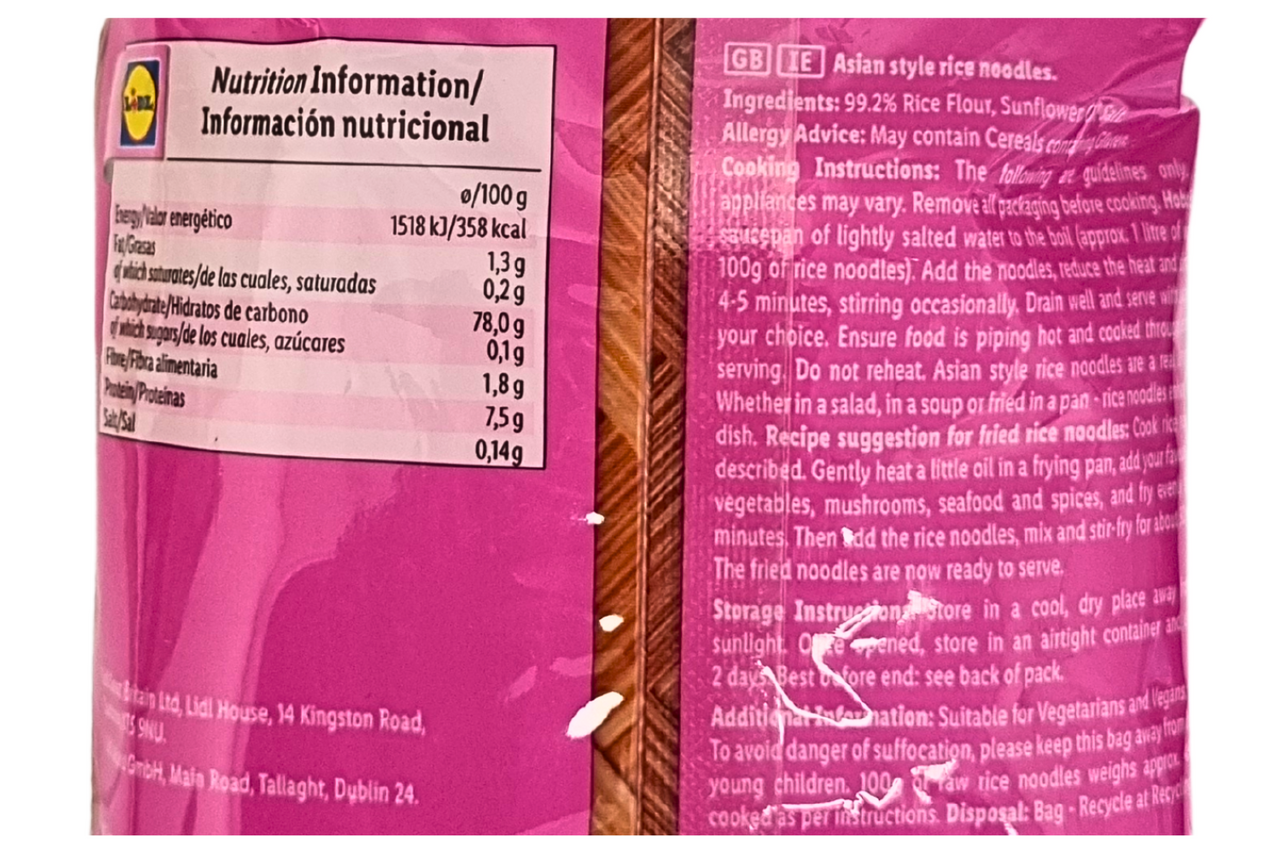 LIDL
Nutrition Information/
Información nutricional
ø/100 g
Energy/Valor energético 1518 kJ/358 kcal
Fat/Grasas 1,3 g
of which saturates/de las cuales, saturadas 0,2 g
Carbohydrate/Hidratos de carbono 78,0 g
of which sugars/de los cuales, azúcares 0,1 g
Fibre/Fibra alimentaria 1,8 g
Protein/Proteínas 7,5 g
Salt/Sal 0,14 g
Britain Ltd, Lidl House, 14 Kingston Road,
5NU.
GmbH, Main Road, Tallaght, Dublin 24.
GB IE Asian style rice noodles.
Ingredients: 99.2% Rice Flour, Sunflower
Allergy Advice: May contain Cereals containing
Cooking Instructions: The following are guidelines only,
appliances may vary. Remove all packaging before cooking. Hob:
saucepan of lightly salted water to the boil (approx. 1 litre of
100g of rice noodles). Add the noodles, reduce the heat and
4-5 minutes, stirring occasionally. Drain well and serve
your choice. Ensure food is piping hot and cooked
serving. Do not reheat. Asian style rice noodles are a
Whether in a salad, in a soup or fried in a pan - rice noodles
dish. Recipe suggestion for fried rice noodles: Cook
described. Gently heat a little oil in a frying pan, add your
vegetables, mushrooms, seafood and spices, and fry
minutes. Then add the rice noodles, mix and stir-fry for
The fried noodles are now ready to serve.
Storage Instructions: Store in a cool, dry place away
sunlight. Once opened, store in an airtight container
2 days. Best before end: see back of pack.
Additional Information: Suitable for Vegetarians and Vegans
To avoid danger of suffocation, please keep this bag away from
young children. 100g of raw rice noodles weighs approx.
cooked as per instructions. Disposal: Bag - Recycle at